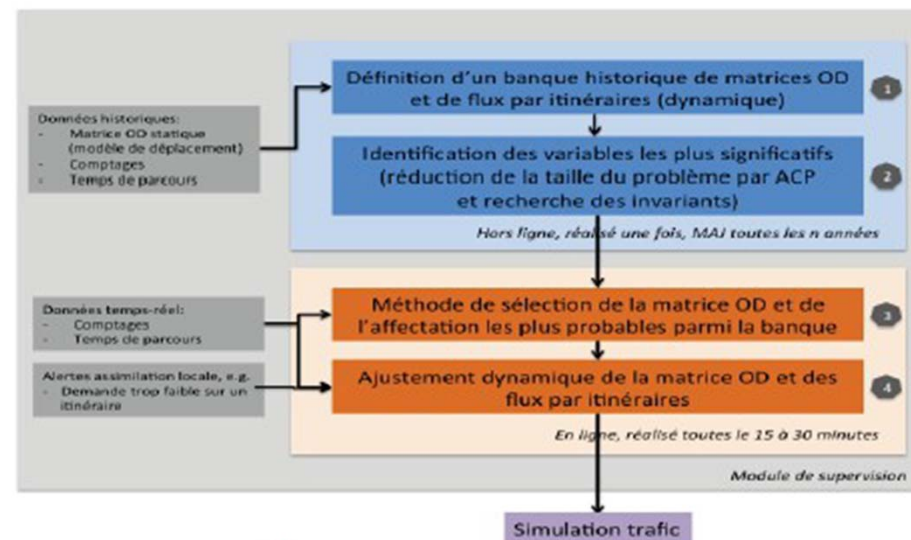 Données historiques:
- Matrice OD statique
(modèle de déplacement)
- Comptages
- Temps de parcours
Définition d'un banque historique de matrices OD
et de flux par itinéraires (dynamique)
1
Identification des variables les plus significatifs
(réduction de la taille du problème par ACP
et recherche des invariants)
2
Hors ligne, réalisé une fois, MAJ toutes les n années
Données temps-réel:
- Comptages
- Temps de parcours
Alertes assimilation locale, e.g.
- Demande trop faible sur un
itinéraire
Méthode de sélection de la matrice OD et de
l'affectation les plus probables parmi la banque
3
Ajustement dynamique de la matrice OD et des
flux par itinéraires
4
En ligne, réalisé toutes le 15 à 30 minutes
Module de supervision
Simulation trafic